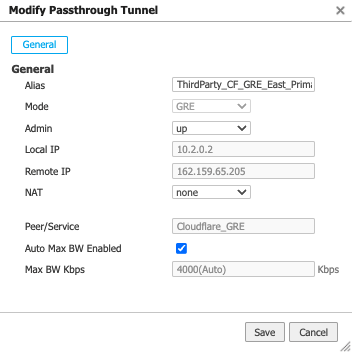 Modify Passthrough Tunnel
General
General
Alias ThirdParty_CF_GRE_East_Prima
Mode GRE
Admin up
Local IP 10.2.0.2
Remote IP 162.159.65.205
NAT none
Peer/Service Cloudflare_GRE
Auto Max BW Enabled
Max BW Kbps 4000(Auto) Kbps
Save Cancel